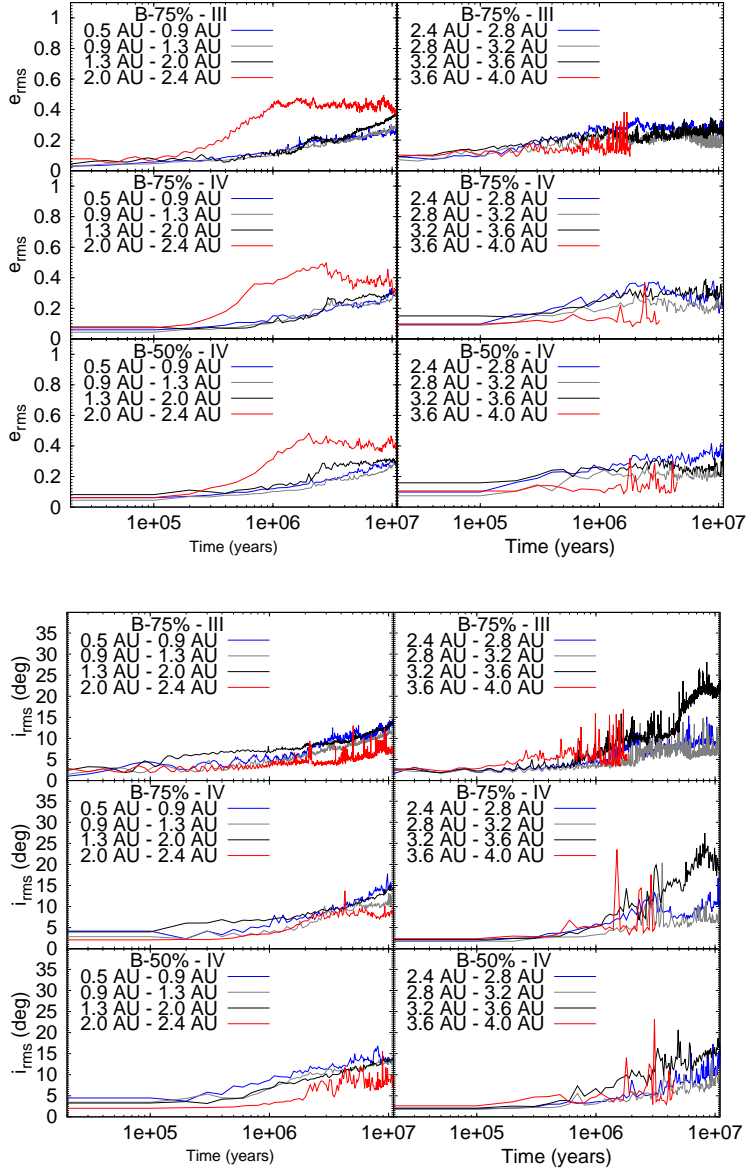 B-75% - III
0.5 AU - 0.9 AU
0.9 AU - 1.3 AU
1.3 AU - 2.0 AU
2.0 AU - 2.4 AU
e_rms
0
0.2
0.4
0.6
0.8
1
B-75% - III
2.4 AU - 2.8 AU
2.8 AU - 3.2 AU
3.2 AU - 3.6 AU
3.6 AU - 4.0 AU
B-75% - IV
0.5 AU - 0.9 AU
0.9 AU - 1.3 AU
1.3 AU - 2.0 AU
2.0 AU - 2.4 AU
e_rms
0
0.2
0.4
0.6
0.8
1
B-75% - IV
2.4 AU - 2.8 AU
2.8 AU - 3.2 AU
3.2 AU - 3.6 AU
3.6 AU - 4.0 AU
B-50% - IV
0.5 AU - 0.9 AU
0.9 AU - 1.3 AU
1.3 AU - 2.0 AU
2.0 AU - 2.4 AU
e_rms
0
0.2
0.4
0.6
0.8
1
1e+05 1e+06 1e+07
Time (years)
B-50% - IV
2.4 AU - 2.8 AU
2.8 AU - 3.2 AU
3.2 AU - 3.6 AU
3.6 AU - 4.0 AU
1e+05 1e+06 1e+07
Time (years)
B-75% - III
0.5 AU - 0.9 AU
0.9 AU - 1.3 AU
1.3 AU - 2.0 AU
2.0 AU - 2.4 AU
i_rms (deg)
0
5
10
15
20
25
30
35
B-75% - III
2.4 AU - 2.8 AU
2.8 AU - 3.2 AU
3.2 AU - 3.6 AU
3.6 AU - 4.0 AU
B-75% - IV
0.5 AU - 0.9 AU
0.9 AU - 1.3 AU
1.3 AU - 2.0 AU
2.0 AU - 2.4 AU
i_rms (deg)
0
5
10
15
20
25
30
35
B-75% - IV
2.4 AU - 2.8 AU
2.8 AU - 3.2 AU
3.2 AU - 3.6 AU
3.6 AU - 4.0 AU
B-50% - IV
0.5 AU - 0.9 AU
0.9 AU - 1.3 AU
1.3 AU - 2.0 AU
2.0 AU - 2.4 AU
i_rms (deg)
0
5
10
15
20
25
30
35
1e+05 1e+06 1e+07
Time (years)
B-50% - IV
2.4 AU - 2.8 AU
2.8 AU - 3.2 AU
3.2 AU - 3.6 AU
3.6 AU - 4.0 AU
1e+05 1e+06 1e+07
Time (years)